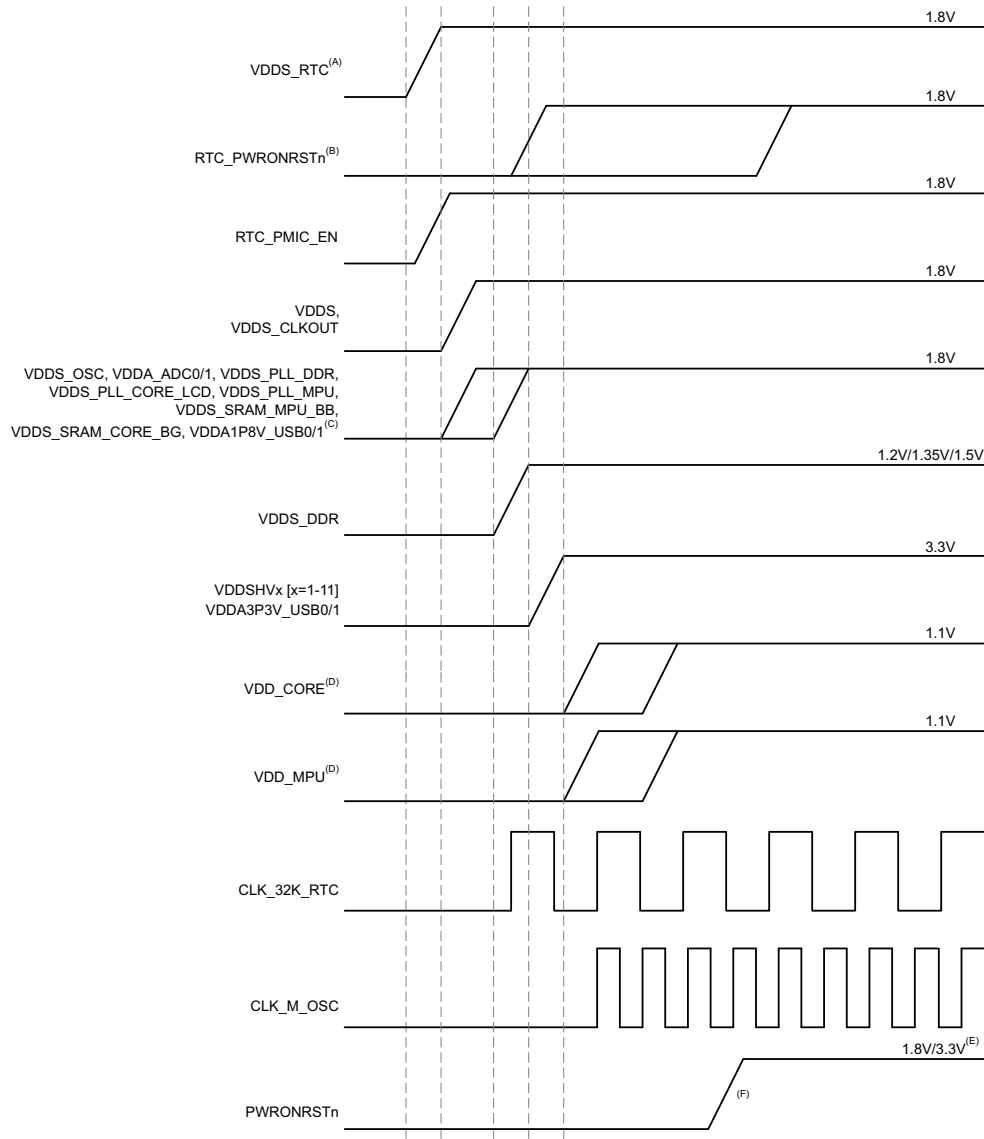 1.8V
VDDS_RTC(A)
1.8V
RTC_PWRONRSTn(B)
1.8V
RTC_PMIC_EN
1.8V
VDDS,
VDDS_CLKOUT
1.8V
VDDS_OSC, VDDA_ADC0/1, VDDS_PLL_DDR,
VDDS_PLL_CORE_LCD, VDDS_PLL_MPU,
VDDS_SRAM_MPU_BB,
VDDS_SRAM_CORE_BG, VDDA1P8V_USB0/1(C)
1.2V/1.35V/1.5V
VDDS_DDR
3.3V
VDDSHVx [x=1-11]
VDDA3P3V_USB0/1
1.1V
VDD_CORE(D)
1.1V
VDD_MPU(D)
CLK_32K_RTC
CLK_M_OSC
1.8V/3.3V(E)
(F)
PWRONRSTn